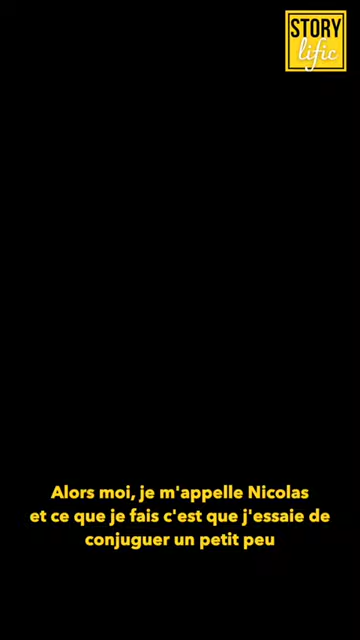 STORY
lific
Alors moi, je m'appelle Nicolas
et ce que je fais c'est que j'essaie de
conjuguer un petit peu